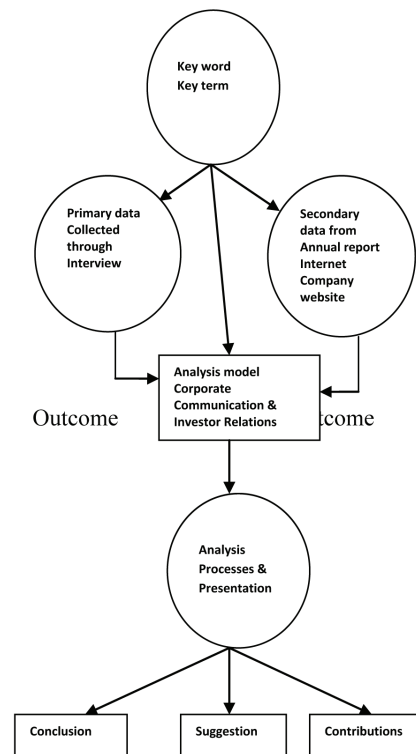 Key word
Key term
Primary data
Collected
through
Interview
Secondary
data from
Annual report
Internet
Company
website
Analysis model
Corporate
Communication &
Investor Relations
Outcome
tcome
Analysis
Processes &
Presentation
Conclusion
Suggestion
Contributions